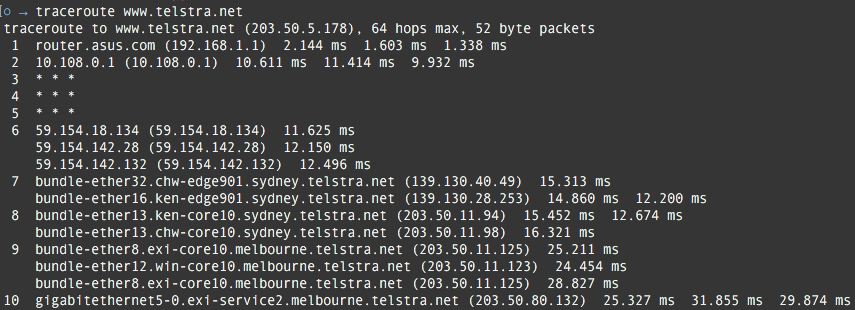 [○ → traceroute www.telstra.net
traceroute to www.telstra.net (203.50.5.178), 64 hops max, 52 byte packets
1 router.asus.com (192.168.1.1) 2.144 ms 1.603 ms 1.338 ms
2 10.108.0.1 (10.108.0.1) 10.611 ms 11.414 ms 9.932 ms
3 * * *
4 * * *
5 * * *
6 59.154.18.134 (59.154.18.134) 11.625 ms
59.154.142.28 (59.154.142.28) 12.150 ms
59.154.142.132 (59.154.142.132) 12.496 ms
7 bundle-ether32.chw-edge901.sydney.telstra.net (139.130.40.49) 15.313 ms
bundle-ether16.ken-edge901.sydney.telstra.net (139.130.28.253) 14.860 ms 12.200 ms
8 bundle-ether13.ken-core10.sydney.telstra.net (203.50.11.94) 15.452 ms 12.674 ms
bundle-ether13.chw-core10.sydney.telstra.net (203.50.11.98) 16.321 ms
9 bundle-ether8.exi-core10.melbourne.telstra.net (203.50.11.125) 25.211 ms
bundle-ether12.win-core10.melbourne.telstra.net (203.50.11.123) 24.454 ms
bundle-ether8.exi-core10.melbourne.telstra.net (203.50.11.125) 28.827 ms
10 gigabitethernet5-0.exi-service2.melbourne.telstra.net (203.50.80.132) 25.327 ms 31.855 ms 29.874 ms